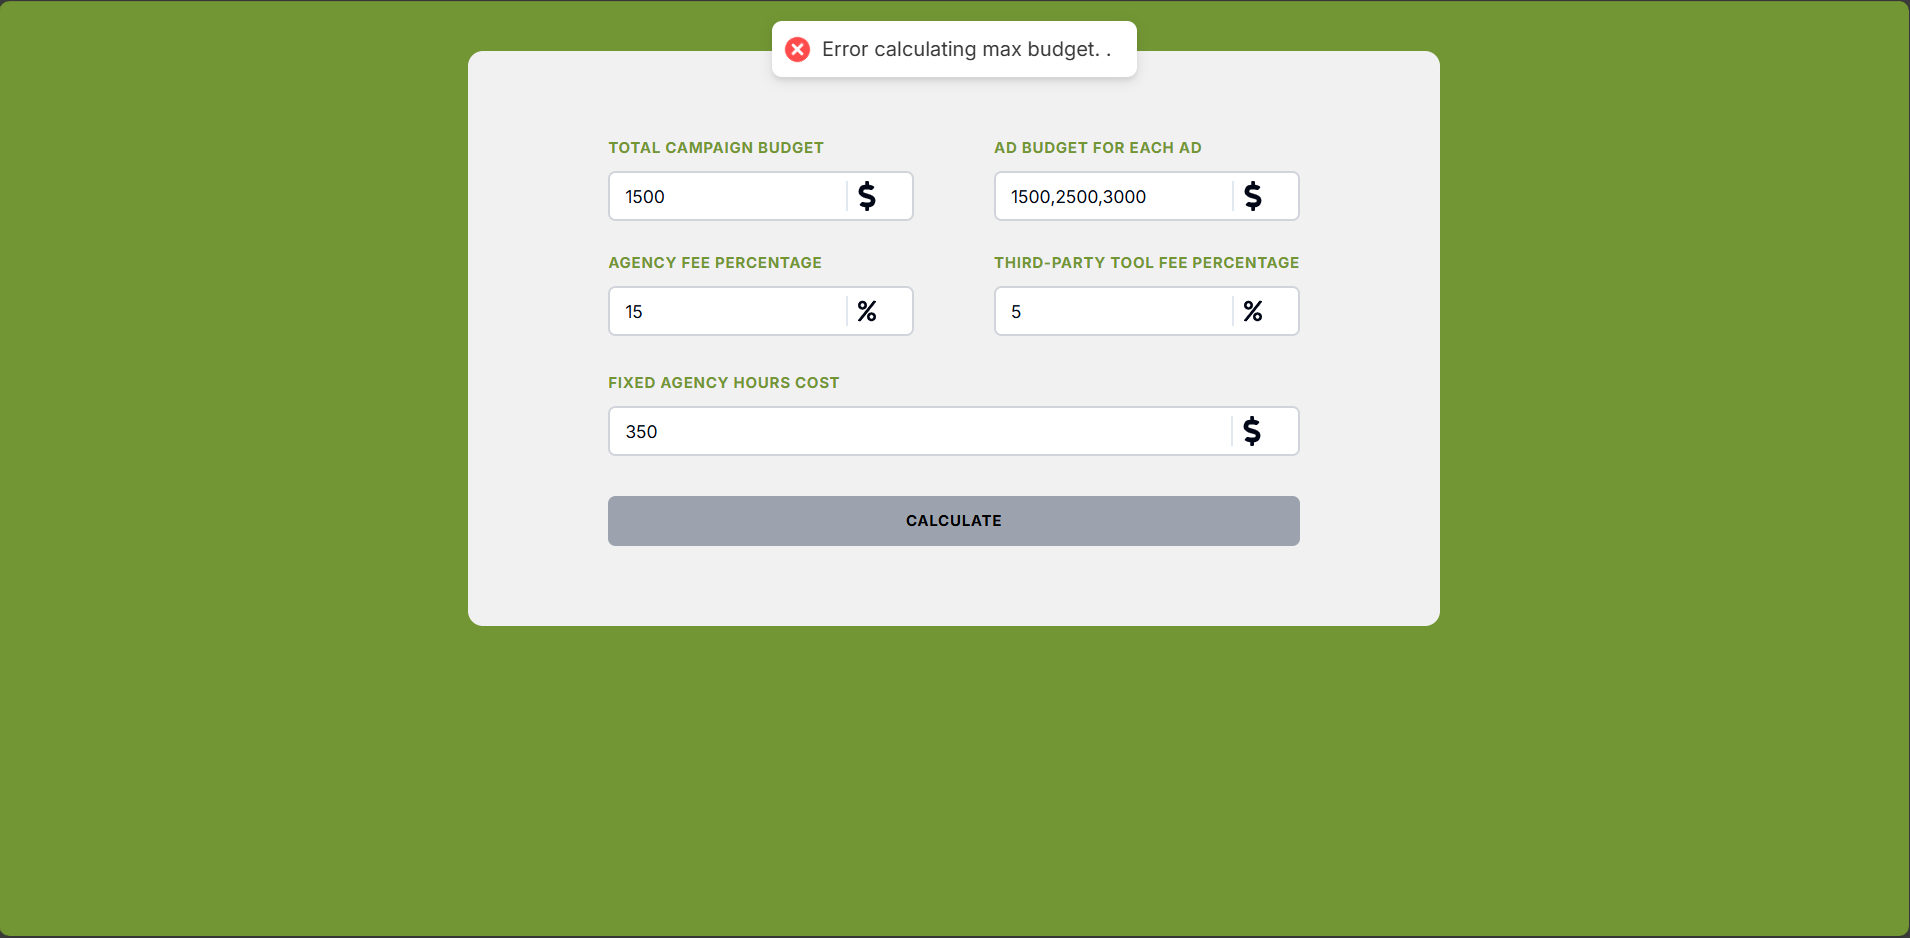 Error calculating max budget. .
TOTAL CAMPAIGN BUDGET
AD BUDGET FOR EACH AD
1500 $
1500,2500,3000 $
AGENCY FEE PERCENTAGE
THIRD-PARTY TOOL FEE PERCENTAGE
15 %
5 %
FIXED AGENCY HOURS COST
350 $
CALCULATE